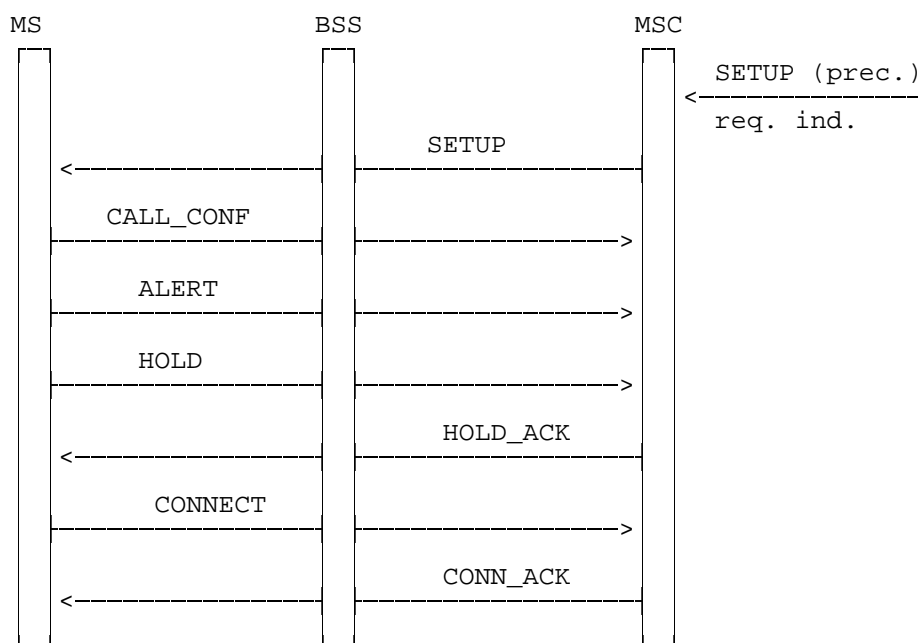 MS BSS MSC
SETUP (prec.)
req. ind.
SETUP
CALL_CONF
ALERT
HOLD
HOLD_ACK
CONNECT
CONN_ACK